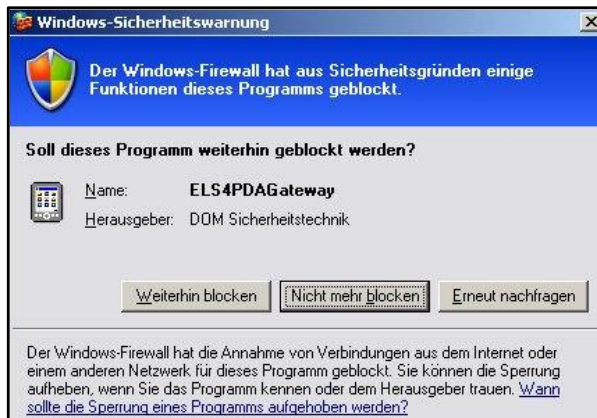 Windows-Sicherheitswarnung
Der Windows-Firewall hat aus Sicherheitsgründen einige
Funktionen dieses Programms geblockt.
Soll dieses Programm weiterhin geblockt werden?
Name: ELS4PDAGateway
Herausgeber: DOM Sicherheitstechnik
Weiterhin blocken Nicht mehr blocken Erneut nachfragen
Der Windows-Firewall hat die Annahme von Verbindungen aus dem Internet oder
einem anderen Netzwerk für dieses Programm geblockt. Sie können die Sperrung
aufheben, wenn Sie das Programm kennen oder dem Herausgeber trauen. Wann
sollte die Sperrung eines Programms aufgehoben werden?